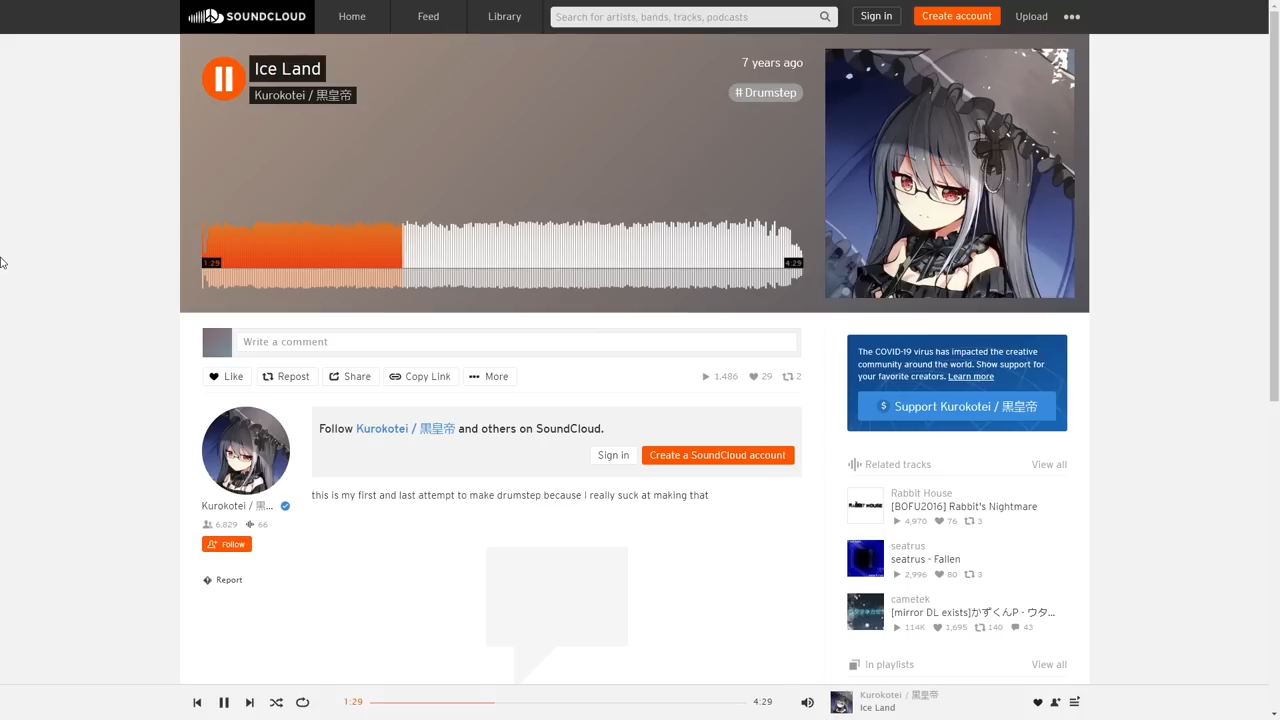 SOUNDCLOUD
Home
Feed
Library
Search for artists, bands, tracks, podcasts
Sign in
Create account
Upload
Ice Land
Kurokotei / 黒皇帝
7 years ago
# Drumstep
1:29
4:29
Write a comment
Like
Repost
Share
Copy Link
More
1,486
29
2
Follow Kurokotei / 黒皇帝 and others on SoundCloud.
Sign in
Create a SoundCloud account
Kurokotei / 黒...
6,829
66
Follow
Report
this is my first and last attempt to make drumstep because I really suck at making that
The COVID-19 virus has impacted the creative
community around the world. Show support for
your favorite creators. Learn more
$ Support Kurokotei / 黒皇帝
Related tracks
View all
RABBIT HOUSE
Rabbit House
[BOFU2016] Rabbit's Nightmare
4,970
76
3
seatrus
seatrus - Fallen
2,996
80
3
cametek
[mirror DL exists]かずくんP - ウタ...
114K
1,695
140
43
In playlists
View all
1:29
4:29
Kurokotei / 黒皇帝
Ice Land